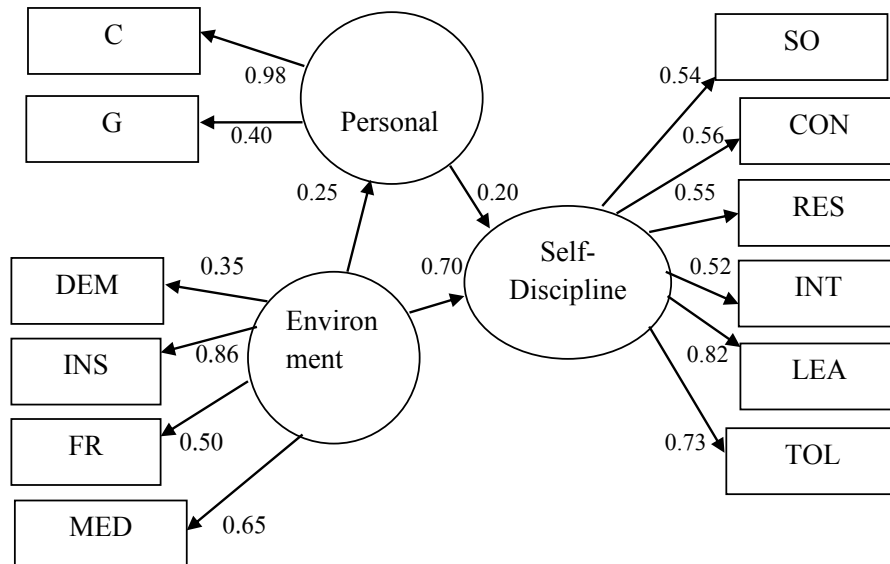 C
SO
0.98
0.54
G
0.40
Personal
CON
0.56
0.25
0.20
RES
0.55
DEM
0.35
0.70
Self-
Discipline
0.52
INT
INS
0.86
Environ
ment
0.82
LEA
FR
0.50
0.73
TOL
MED
0.65